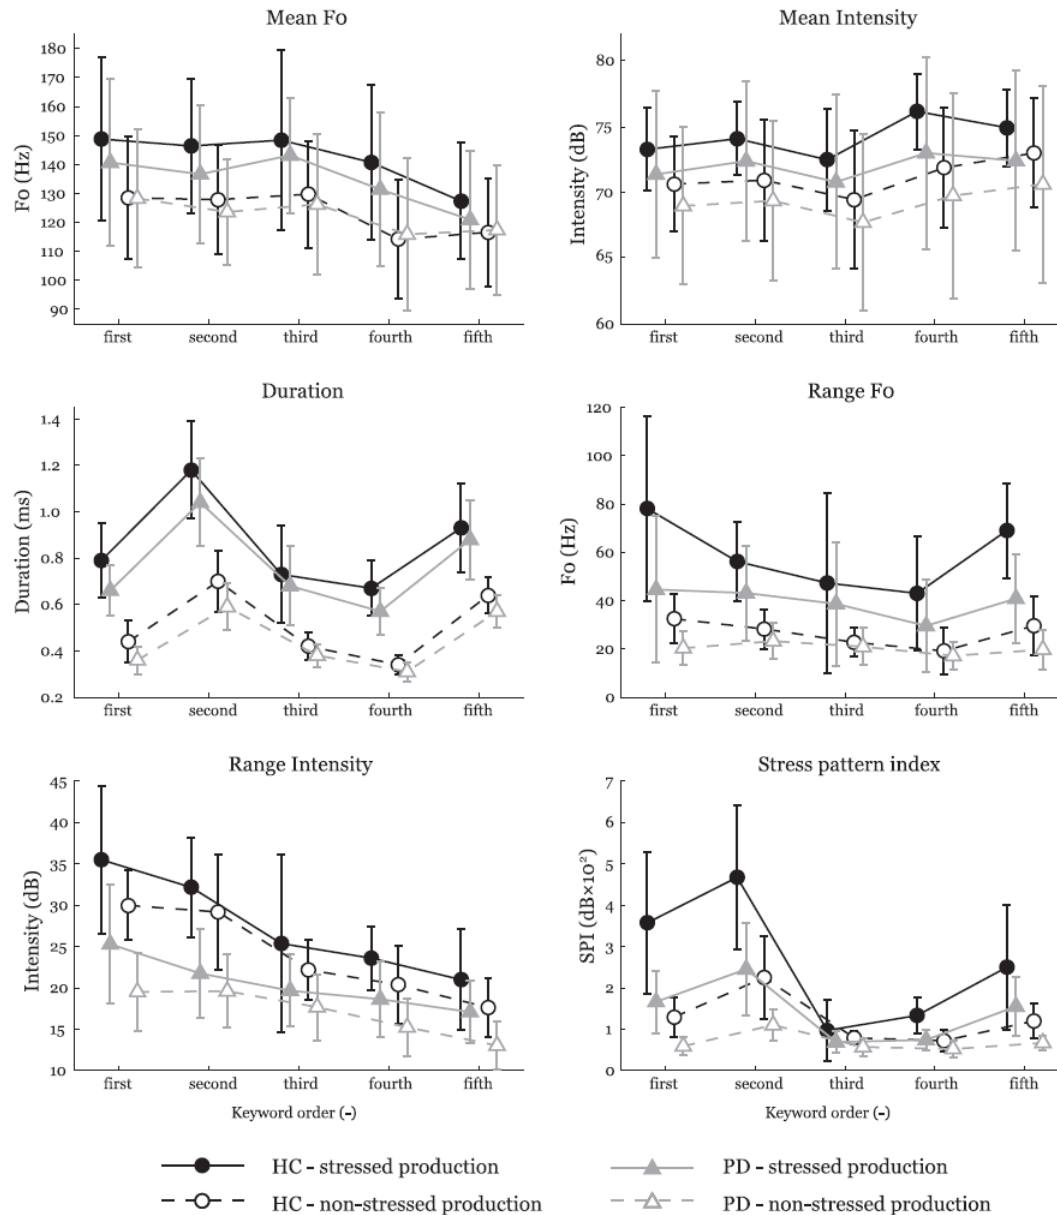 Mean F0
F0 (Hz)
180
170
160
150
140
130
120
110
100
90
first second third fourth fifth
Mean Intensity
Intensity (dB)
80
75
70
65
60
first second third fourth fifth
Duration
Duration (ms)
1.4
1.2
1.0
0.8
0.6
0.4
0.2
first second third fourth fifth
Range F0
F0 (Hz)
120
100
80
60
40
20
0
first second third fourth fifth
Range Intensity
Intensity (dB)
45
40
35
30
25
20
15
10
first second third fourth fifth
Keyword order (-)
Stress pattern index
SPI (dB×10²)
7
6
5
4
3
2
1
0
first second third fourth fifth
Keyword order (-)
HC - stressed production
PD - stressed production
HC - non-stressed production
PD - non-stressed production